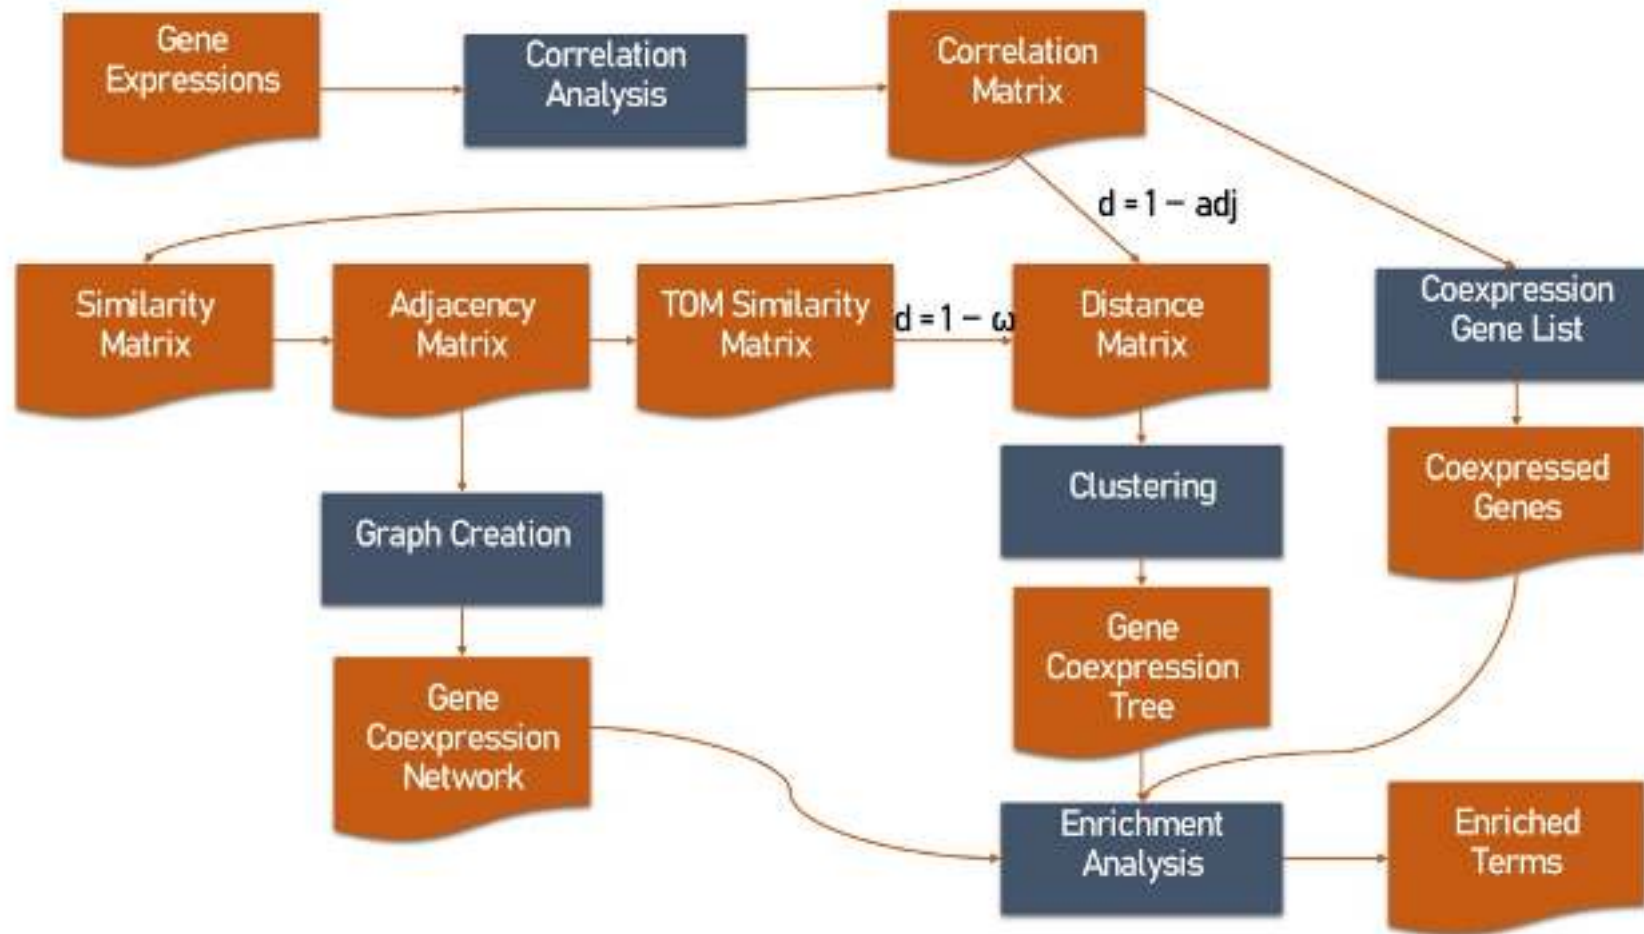 Gene
Expressions
Correlation
Analysis
Correlation
Matrix
d = 1 – adj
Similarity
Matrix
Adjacency
Matrix
TOM Similarity
Matrix
d = 1 – ω
Distance
Matrix
Coexpression
Gene List
Graph Creation
Clustering
Coexpressed
Genes
Gene
Coexpression
Network
Gene
Coexpression
Tree
Enrichment
Analysis
Enriched
Terms